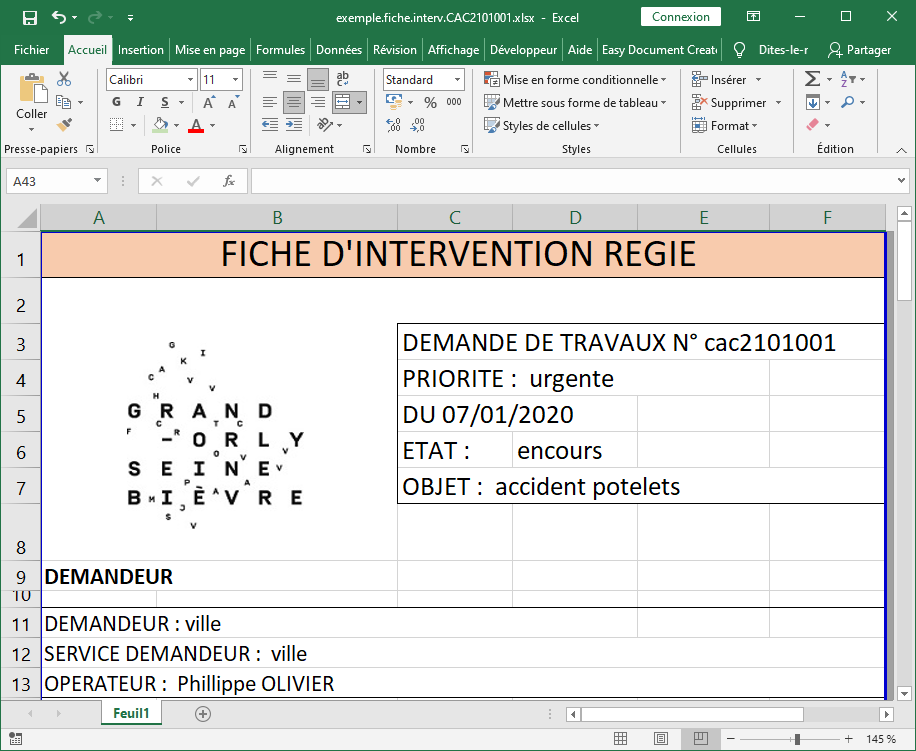 exemple.fiche.interv.CAC2101001.xlsx - Excel
Connexion
Fichier Accueil Insertion Mise en page Formules Données Révision Affichage Développeur Aide Easy Document Creato Dites-le-r Partager
Calibri 11 Standard Mise en forme conditionnelle Insérer
Coller G I S A A % 000 Mettre sous forme de tableau Supprimer
A Styles de cellules Format
Presse-papiers Police Alignement Nombre Styles Cellules Édition
A43 fx
A B C D E F
1 FICHE D'INTERVENTION REGIE
2
3 DEMANDE DE TRAVAUX N° cac2101001
4 PRIORITE : urgente
5 DU 07/01/2020
6 ETAT : encours
7 OBJET : accident potelets
GRAND
-ORLY
SEINE
BIÈVRE
8
9 DEMANDEUR
10
11 DEMANDEUR : ville
12 SERVICE DEMANDEUR : ville
13 OPERATEUR : Phillippe OLIVIER
Feuil1
145 %